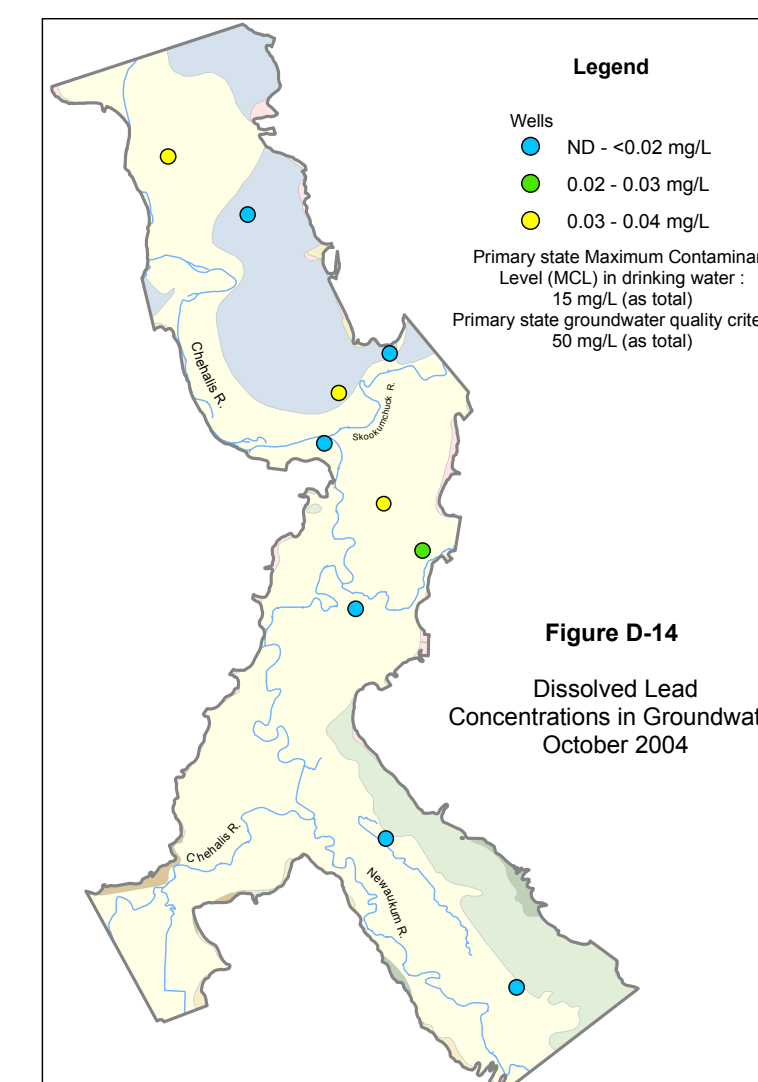 Legend
Wells
ND - <0.02 mg/L
0.02 - 0.03 mg/L
0.03 - 0.04 mg/L
Primary state Maximum Contaminan
Level (MCL) in drinking water :
15 mg/L (as total)
Primary state groundwater quality crite
50 mg/L (as total)
Chehalis R.
Skookumchuck R.
Figure D-14
Dissolved Lead
Concentrations in Groundwat
October 2004
Chehalis R.
Newaukum R.